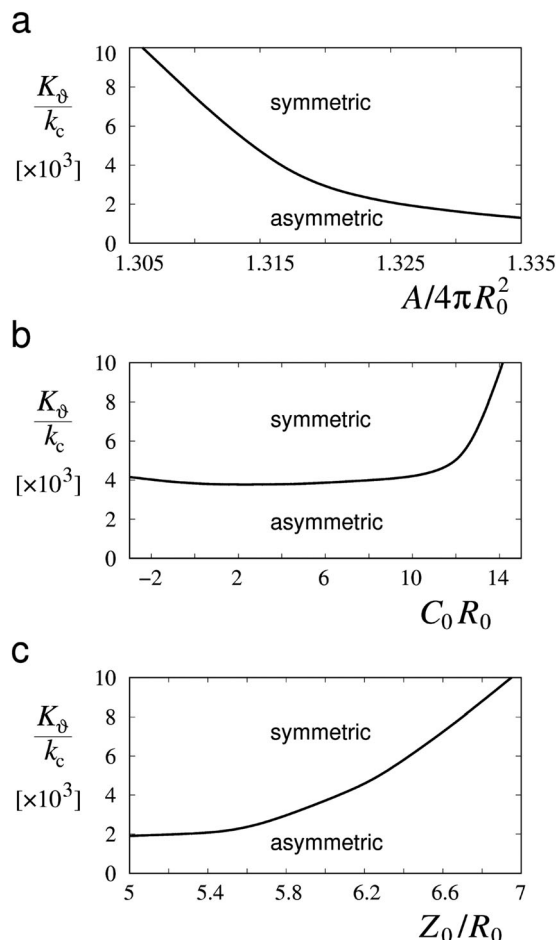 a
K_ϑ
k_c
[×10³]
10
8
6
4
2
0
symmetric
asymmetric
1.305 1.315 1.325 1.335
A/4πR₀²
b
K_ϑ
k_c
[×10³]
10
8
6
4
2
0
symmetric
asymmetric
−2 2 6 10 14
C₀ R₀
c
K_ϑ
k_c
[×10³]
10
8
6
4
2
0
symmetric
asymmetric
5 5.4 5.8 6.2 6.6 7
Z₀/R₀